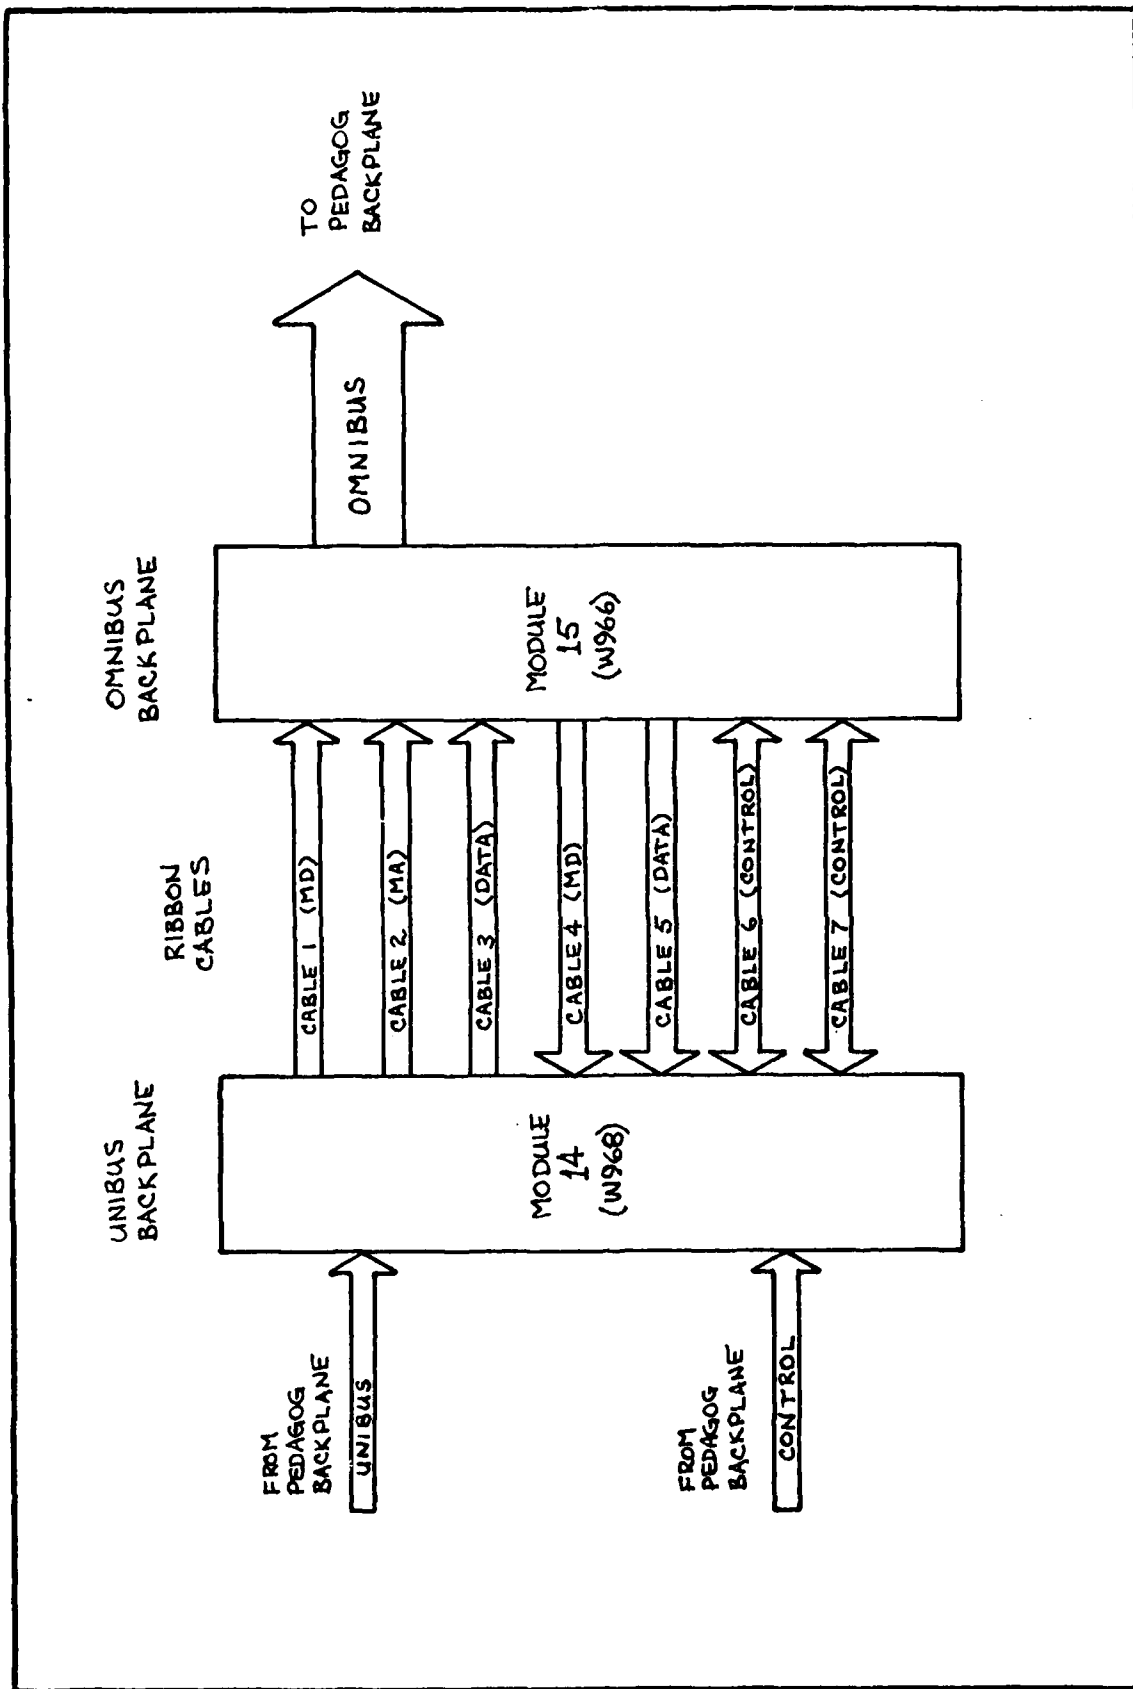 UNIBUS
BACKPLANE
RIBBON
CABLES
OMNIBUS
BACKPLANE
FROM
PEDAGOG
BACKPLANE
UNIBUS
FROM
PEDAGOG
BACKPLANE
CONTROL
MODULE
14
(W968)
CABLE 1 (MD)
CABLE 2 (MA)
CABLE 3 (DATA)
CABLE 4 (MD)
CABLE 5 (DATA)
CABLE 6 (CONTROL)
CABLE 7 (CONTROL)
MODULE
15
(W966)
OMNIBUS
TO
PEDAGOG
BACKPLANE